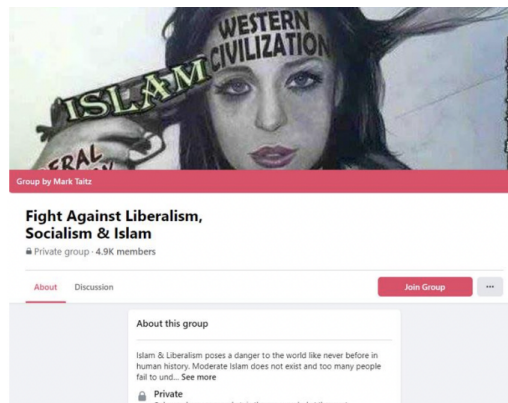 WESTERN
CIVILIZATION
ISLAM
Group by Mark Taitz
Fight Against Liberalism,
Socialism & Islam
Private group · 4.9K members
About Discussion Join Group ...
About this group
Islam & Liberalism poses a danger to the world like never before in
human history. Moderate Islam does not exist and too many people
fail to und... See more
Private